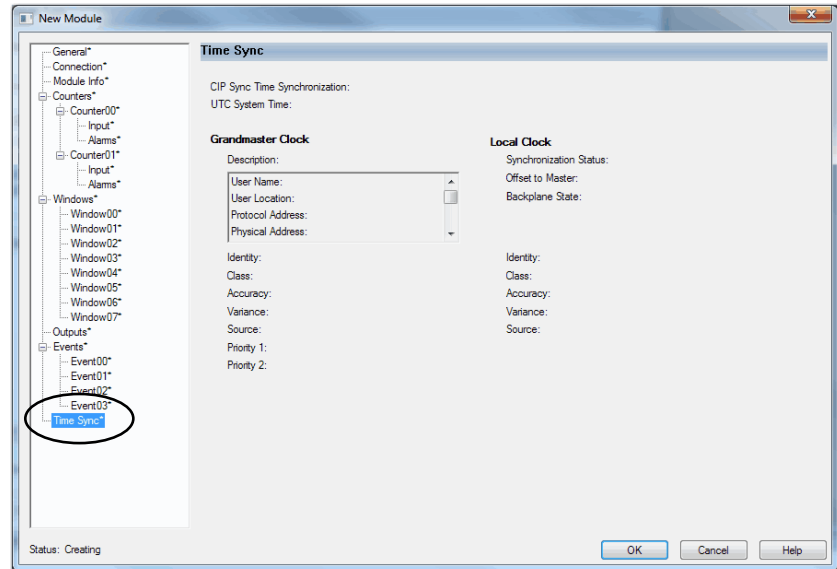 New Module
General*
Connection*
Module Info*
Counters*
Counter00*
Input*
Alarms*
Counter01*
Input*
Alarms*
Windows*
Window00*
Window01*
Window02*
Window03*
Window04*
Window05*
Window06*
Window07*
Outputs*
Events*
Event00*
Event01*
Event02*
Event03*
Time Sync*
Time Sync
CIP Sync Time Synchronization:
UTC System Time:
Grandmaster Clock
Description:
User Name:
User Location:
Protocol Address:
Physical Address:
Identity:
Class:
Accuracy:
Variance:
Source:
Priority 1:
Priority 2:
Local Clock
Synchronization Status:
Offset to Master:
Backplane State:
Identity:
Class:
Accuracy:
Variance:
Source:
Status: Creating
OK
Cancel
Help